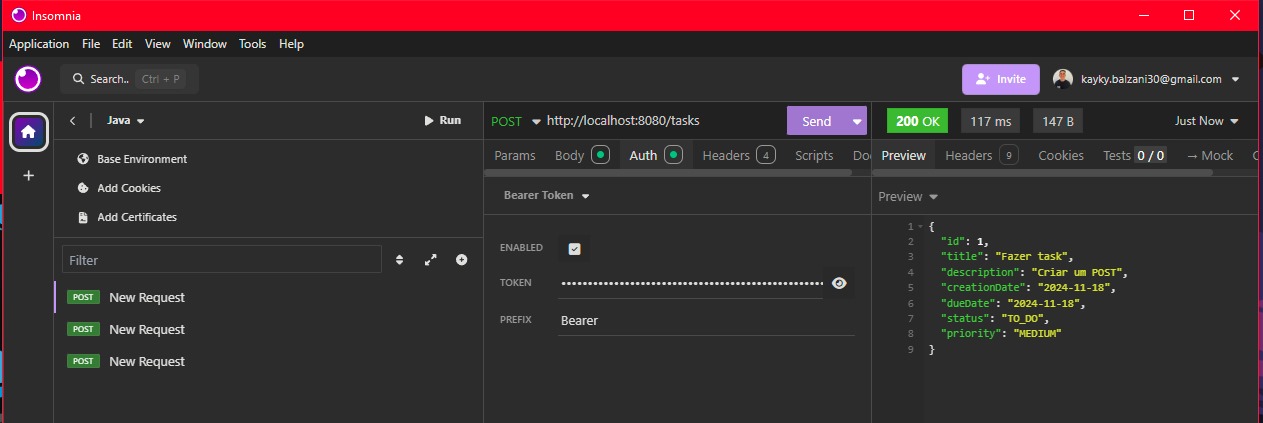 Insomnia
Application File Edit View Window Tools Help
Search.. Ctrl + P
Invite
kayky.balzani30@gmail.com
Java
Run
Base Environment
Add Cookies
Add Certificates
Filter
POST New Request
POST New Request
POST New Request
POST http://localhost:8080/tasks Send
Params Body Auth Headers 4 Scripts Doc
Bearer Token
ENABLED
TOKEN ••••••••••••••••••••••••••••••••••••••••••••••••
PREFIX Bearer
200 OK 117 ms 147 B Just Now
Preview Headers 9 Cookies Tests 0 / 0 → Mock
Preview
1 {
2 "id": 1,
3 "title": "Fazer task",
4 "description": "Criar um POST",
5 "creationDate": "2024-11-18",
6 "dueDate": "2024-11-18",
7 "status": "TO_DO",
8 "priority": "MEDIUM"
9 }